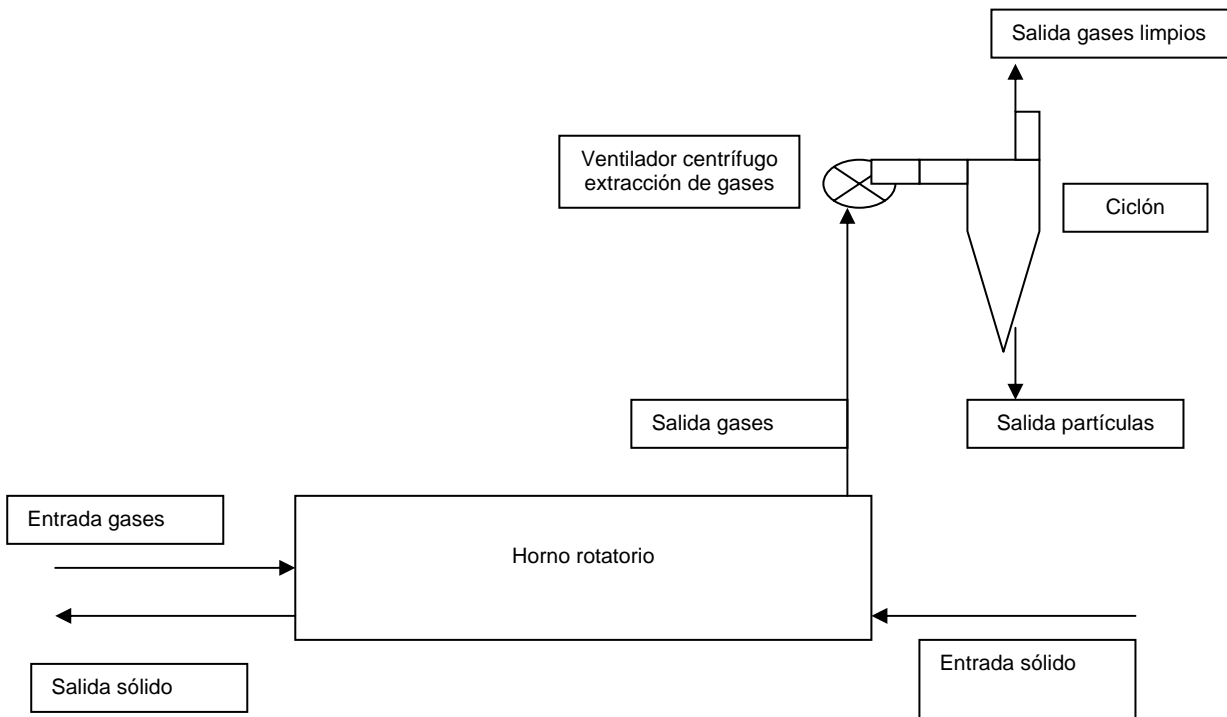 Salida gases limpios
Ventilador centrífugo
extracción de gases
Ciclón
Salida gases
Salida partículas
Entrada gases
Horno rotatorio
Entrada sólido
Salida sólido